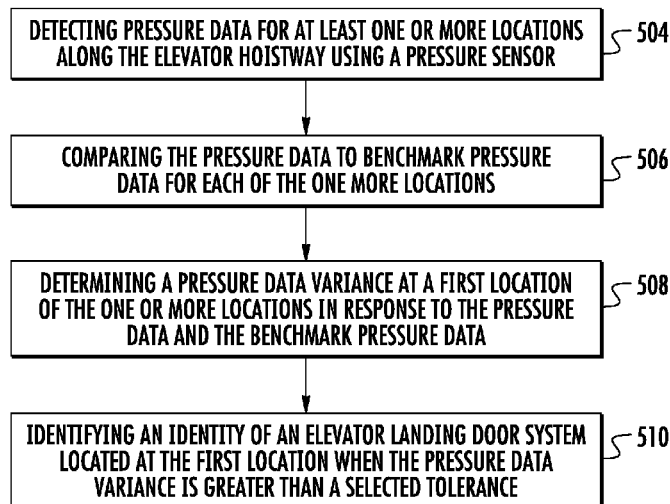 DETECTING PRESSURE DATA FOR AT LEAST ONE OR MORE LOCATIONS
ALONG THE ELEVATOR HOISTWAY USING A PRESSURE SENSOR
504
COMPARING THE PRESSURE DATA TO BENCHMARK PRESSURE
DATA FOR EACH OF THE ONE MORE LOCATIONS
506
DETERMINING A PRESSURE DATA VARIANCE AT A FIRST LOCATION
OF THE ONE OR MORE LOCATIONS IN RESPONSE TO THE PRESSURE
DATA AND THE BENCHMARK PRESSURE DATA
508
IDENTIFYING AN IDENTITY OF AN ELEVATOR LANDING DOOR SYSTEM
LOCATED AT THE FIRST LOCATION WHEN THE PRESSURE DATA
VARIANCE IS GREATER THAN A SELECTED TOLERANCE
510